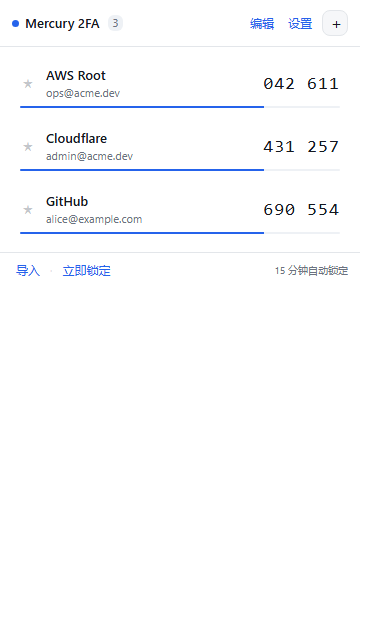 Mercury 2FA 3 编辑 设置 +
AWS Root
ops@acme.dev
042 611
Cloudflare
admin@acme.dev
431 257
GitHub
alice@example.com
690 554
导入 · 立即锁定 15 分钟自动锁定